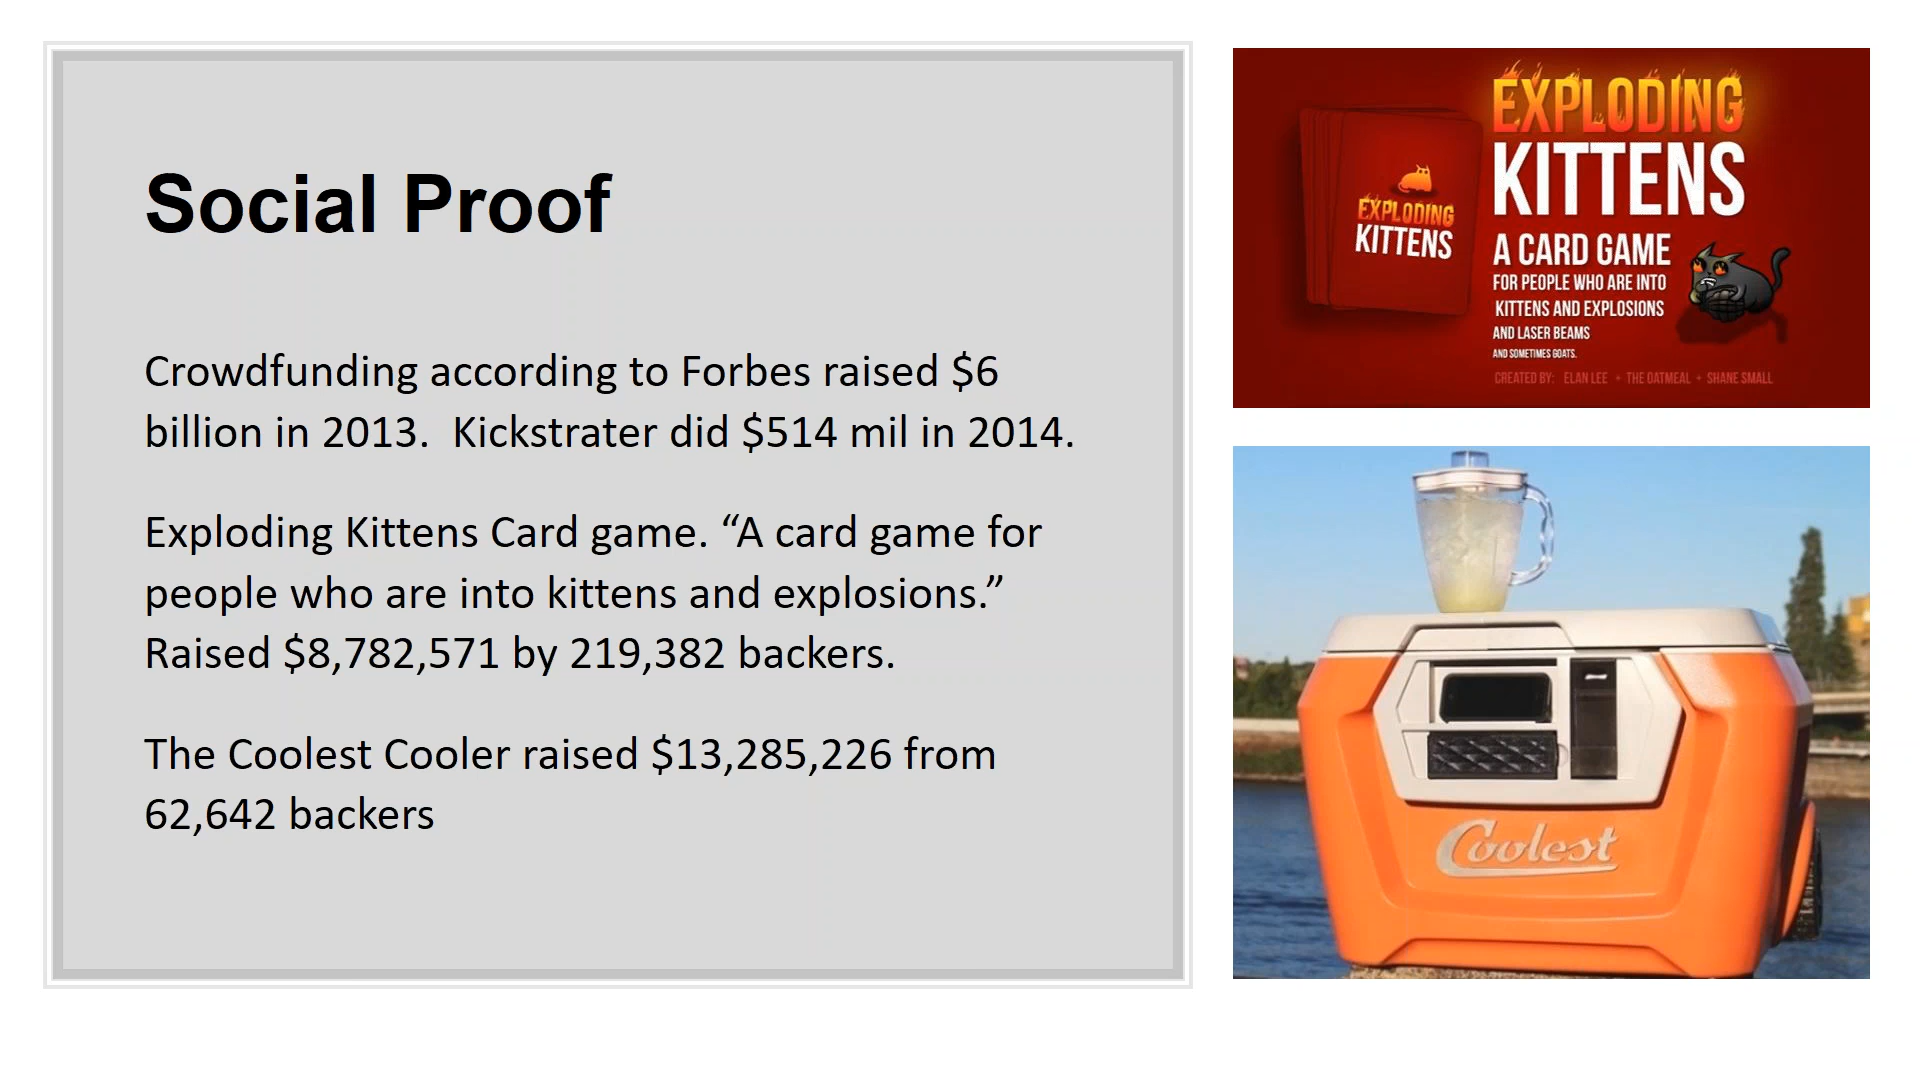 Social Proof
Crowdfunding according to Forbes raised $6
billion in 2013.  Kickstrater did $514 mil in 2014.
Exploding Kittens Card game. “A card game for
people who are into kittens and explosions.”
Raised $8,782,571 by 219,382 backers.
The Coolest Cooler raised $13,285,226 from
62,642 backers
EXPLODING
KITTENS
EXPLODING
KITTENS
A CARD GAME
FOR PEOPLE WHO ARE INTO
KITTENS AND EXPLOSIONS
AND LASER BEAMS
AND SOMETIMES GOATS.
CREATED BY: ELAN LEE + THE OATMEAL + SHANE SMALL
Coolest